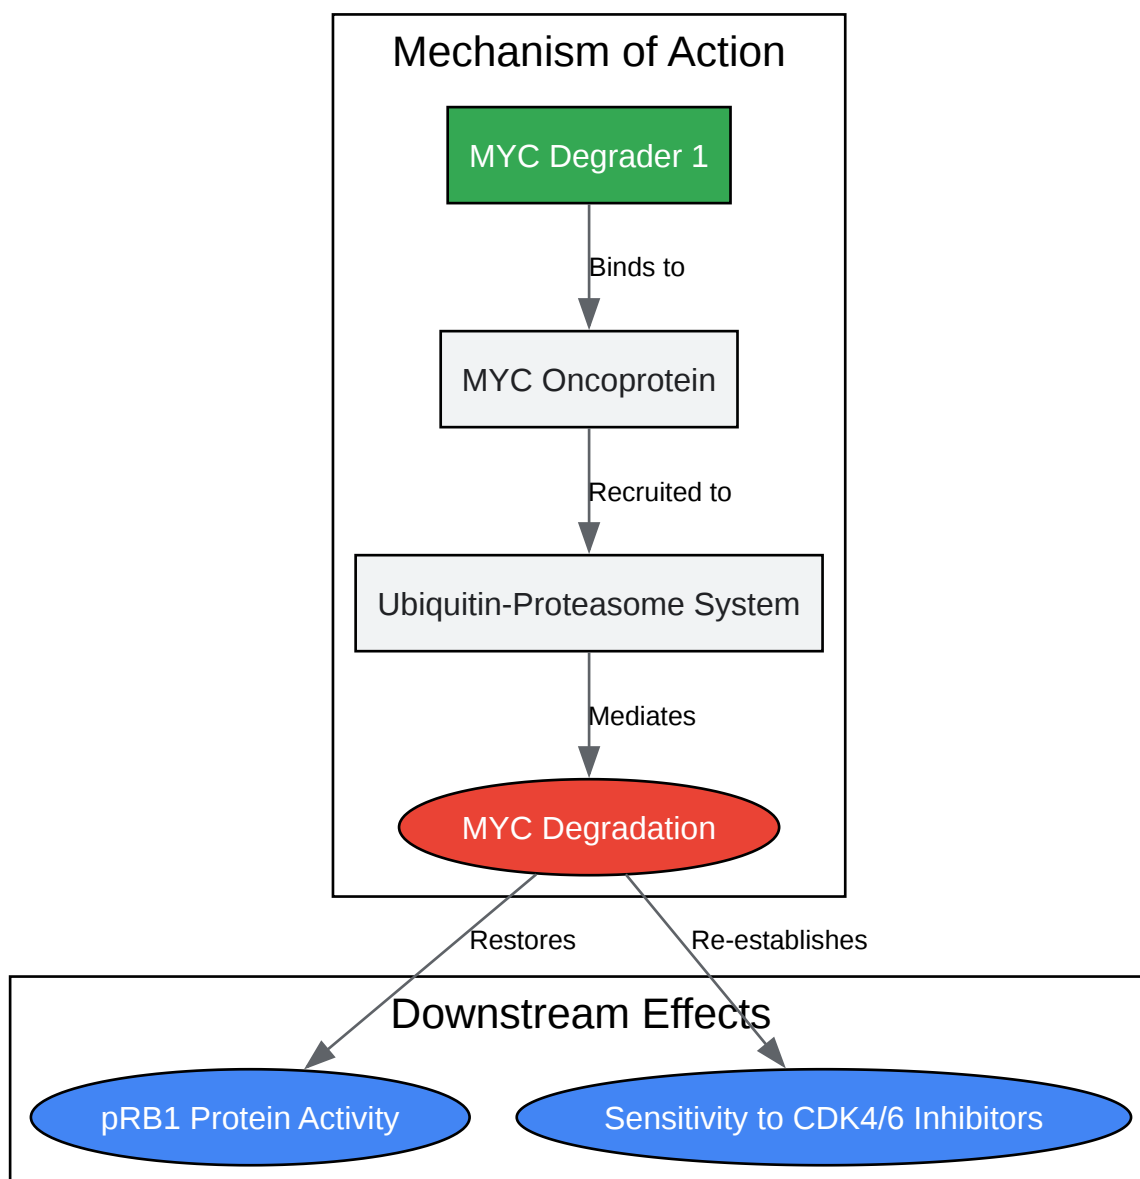 Mechanism of Action
MYC Degrader 1
Binds to
MYC Oncoprotein
Recruited to
Ubiquitin-Proteasome System
Mediates
MYC Degradation
Restores
Re-establishes
Downstream Effects
pRB1 Protein Activity
Sensitivity to CDK4/6 Inhibitors